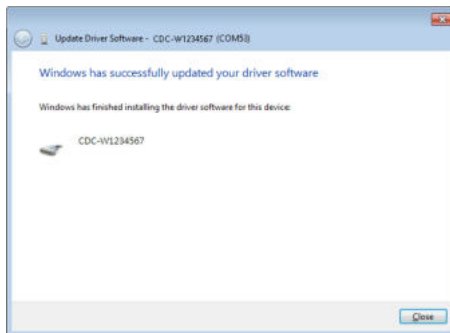 Update Driver Software - CDC-W1234567 (COM53)
Windows has successfully updated your driver software
Windows has finished installing the driver software for this device:
CDC-W1234567
Close